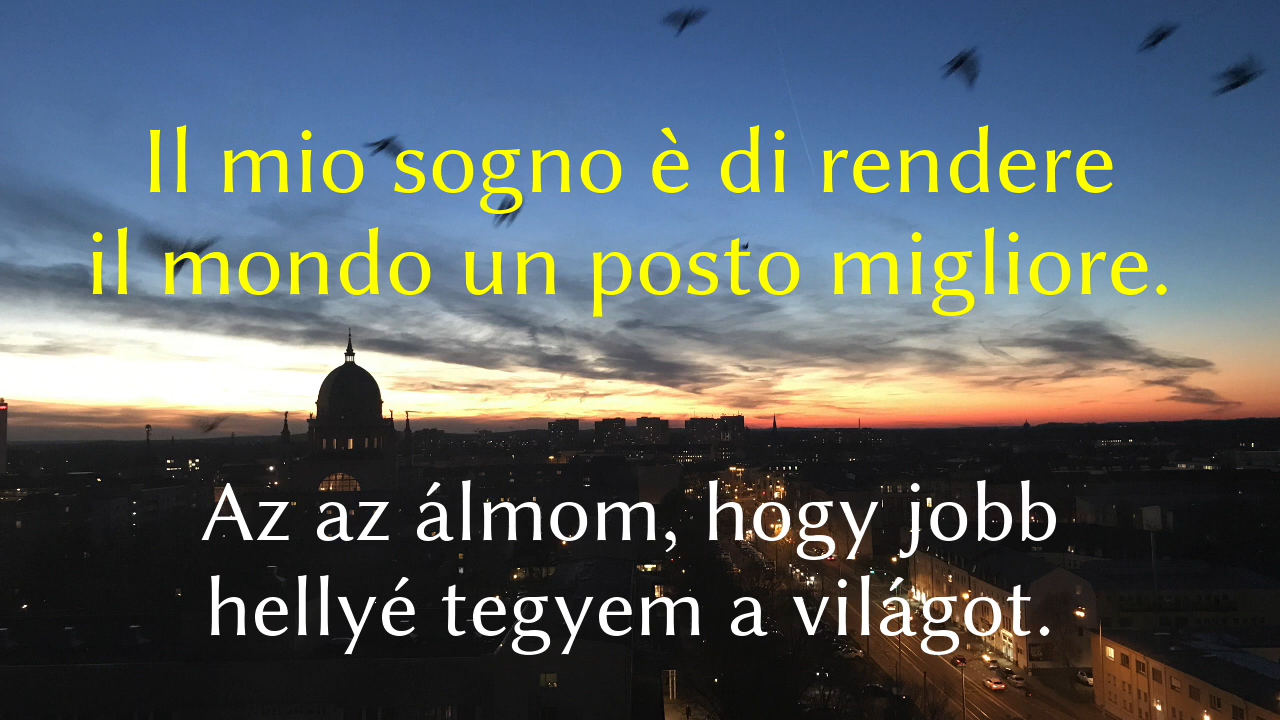 Il mio sogno è di rendere
il mondo un posto migliore.
Az az álmom, hogy jobb
hellyé tegyem a világot.